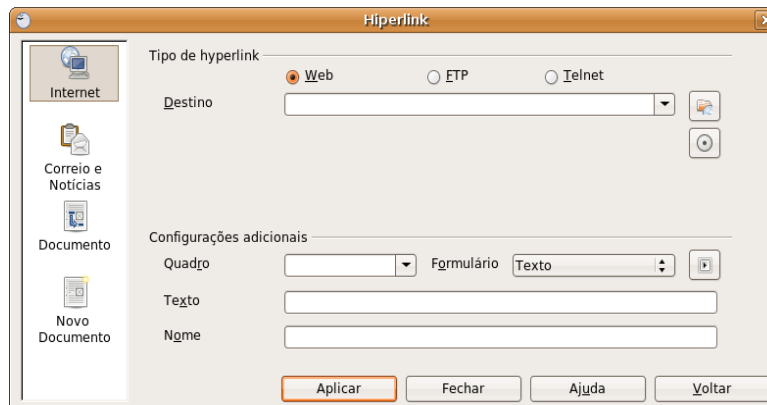 Hiperlink
Internet
Correio e
Notícias
Documento
Novo
Documento
Tipo de hyperlink
Web FTP Telnet
Destino
Configurações adicionais
Quadro Formulário Texto
Texto
Nome
Aplicar Fechar Ajuda Voltar